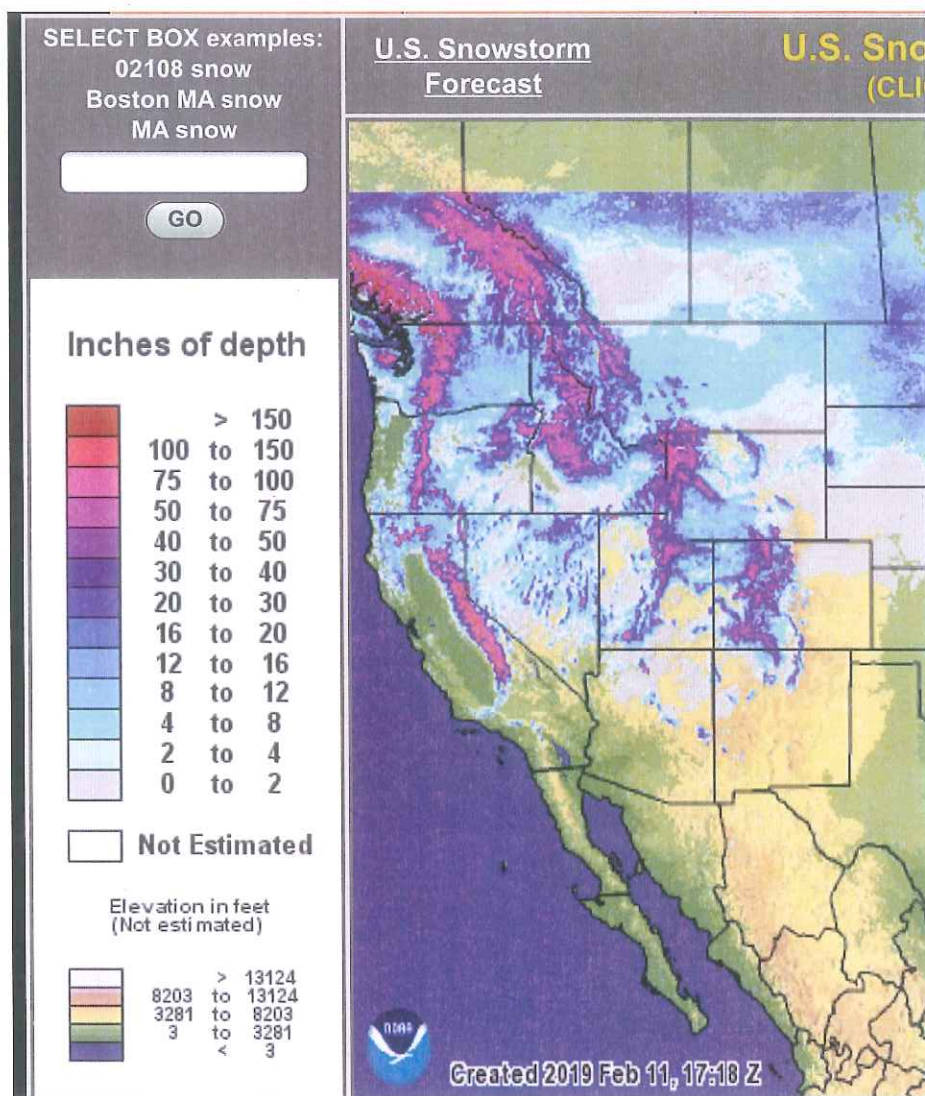 SELECT BOX examples:
02108 snow
Boston MA snow
MA snow
GO
U.S. Snowstorm
Forecast
U.S. Sno
(CLI
Inches of depth
> 150
100 to 150
75 to 100
50 to 75
40 to 50
30 to 40
20 to 30
16 to 20
12 to 16
8 to 12
4 to 8
2 to 4
0 to 2
Not Estimated
Elevation in feet
(Not estimated)
> 13124
8203 to 13124
3281 to 8203
3 to 3281
< 3
noaa
Created 2019 Feb 11, 17:18 Z